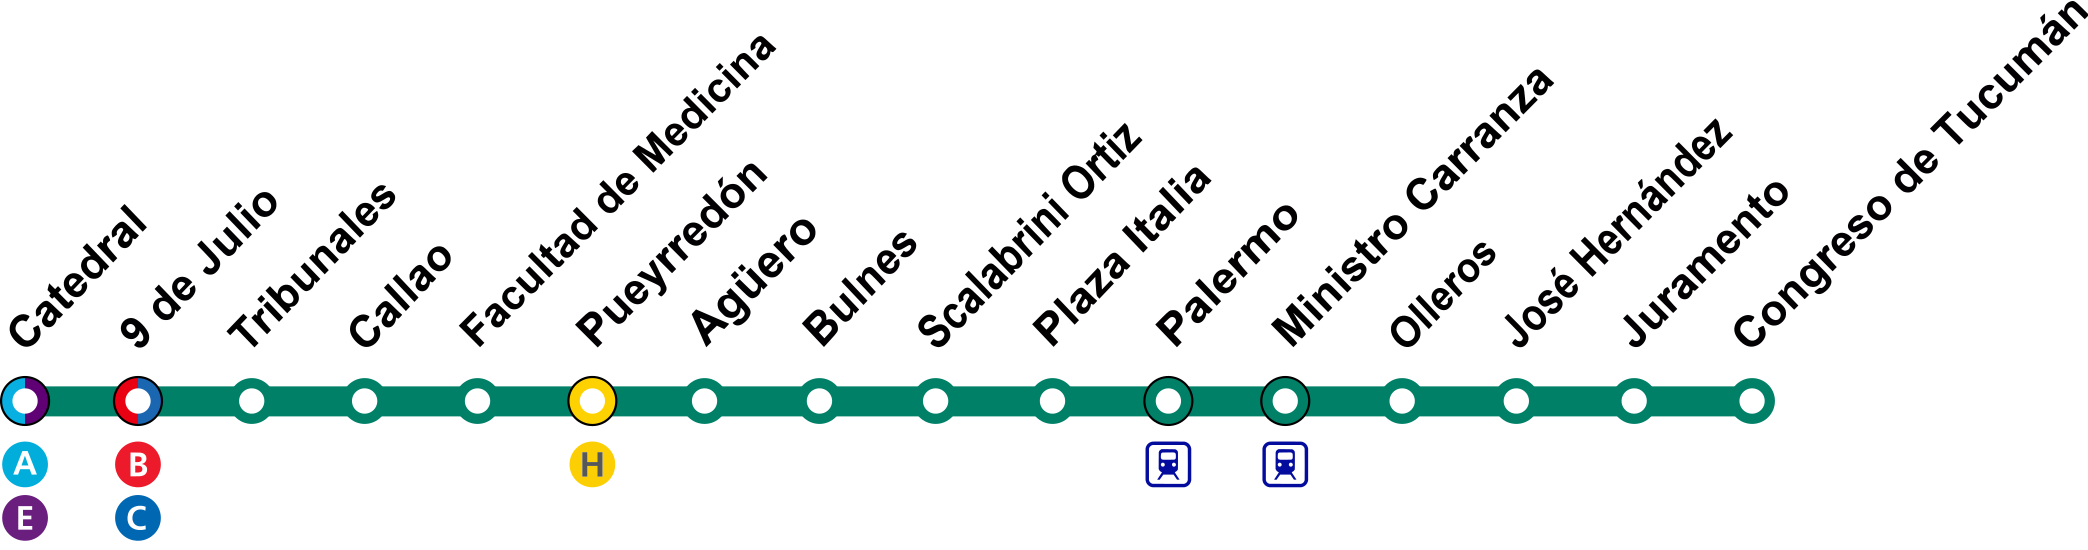 Catedral
9 de Julio
Tribunales
Callao
Facultad de Medicina
Pueyrredón
Agüero
Bulnes
Scalabrini Ortiz
Plaza Italia
Palermo
Ministro Carranza
Olleros
José Hernández
Juramento
Congreso de Tucumán
A
B
H
E
C